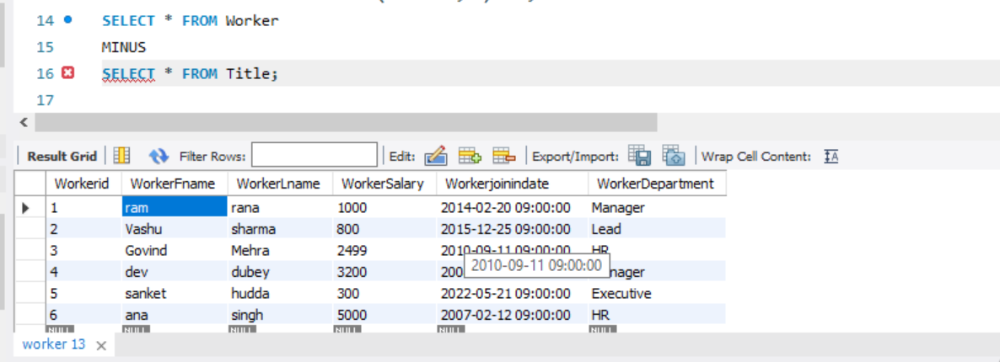 14 SELECT * FROM Worker
15 MINUS
16 SELECT * FROM Title;
17
Result Grid Filter Rows: Edit: Export/Import: Wrap Cell Content:
Workerid WorkerFname WorkerLname WorkerSalary Workerjoinindate WorkerDepartment
1 ram rana 1000 2014-02-20 09:00:00 Manager
2 Vashu sharma 800 2015-12-25 09:00:00 Lead
3 Govind Mehra 2499 2010-09-11 09:00:00 HR
2010-09-11 09:00:00
4 dev dubey 3200 200 nager
5 sanket hudda 300 2022-05-21 09:00:00 Executive
6 ana singh 5000 2007-02-12 09:00:00 HR
NULL NULL NULL NULL NULL NULL
worker 13